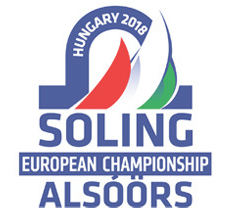 HUNGARY 2018
SOLING
EUROPEAN CHAMPIONSHIP
ALSÓÖRS